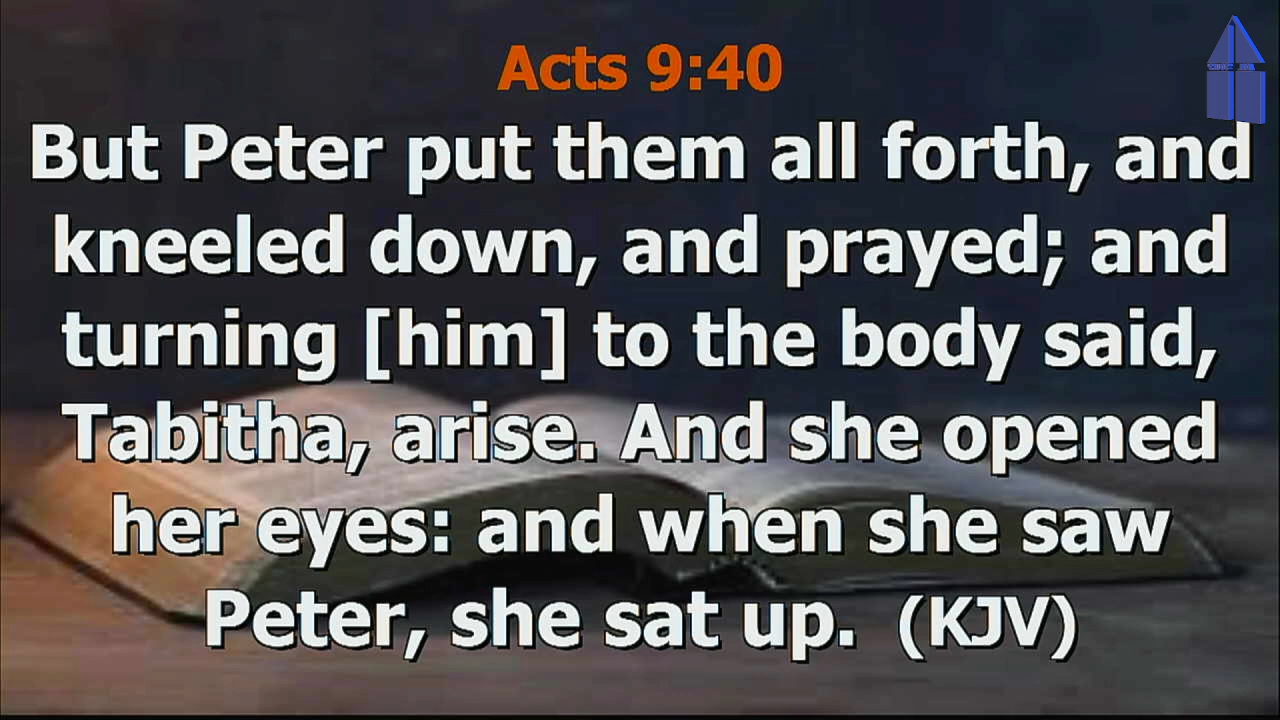 Acts 9:40
But Peter put them all forth, and
kneeled down, and prayed; and
turning [him] to the body said,
Tabitha, arise. And she opened
her eyes: and when she saw
Peter, she sat up. (KJV)